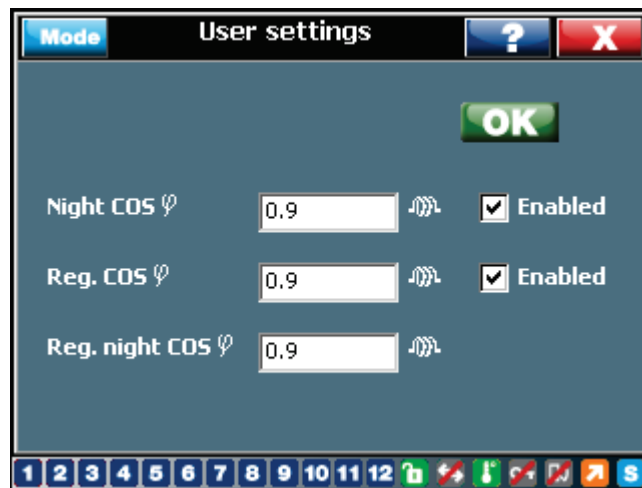 Mode User settings ? X
OK
Night COS φ 0.9 Enabled
Reg. COS φ 0.9 Enabled
Reg. night COS φ 0.9
1 2 3 4 5 6 7 8 9 10 11 12 S